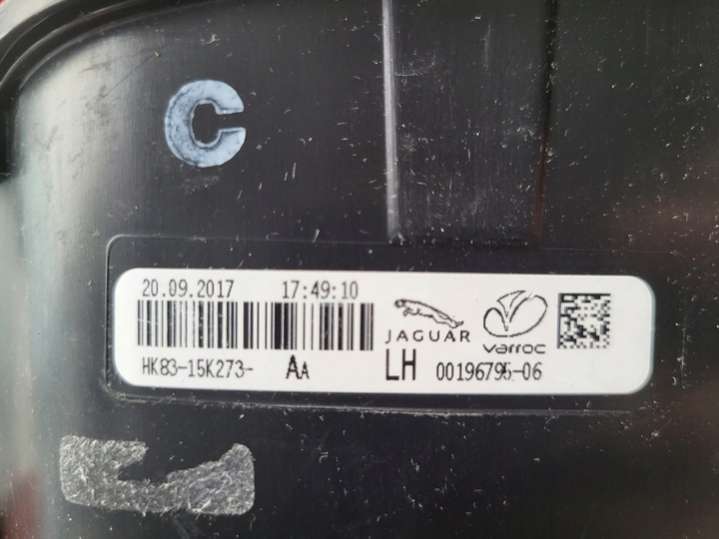 C
20.09.2017 17:49:10
JAGUAR varroc
HK83-15K273- AA LH 00196795-06